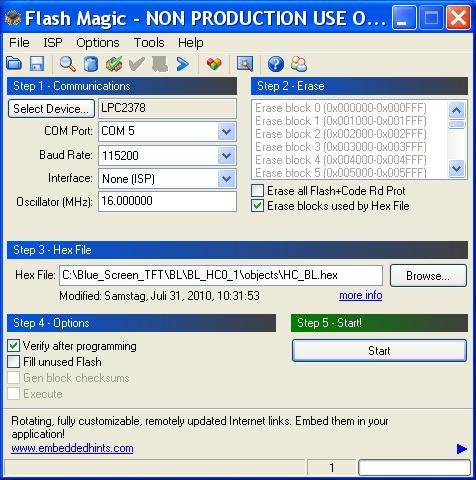 Flash Magic - NON PRODUCTION USE O...
File ISP Options Tools Help
Step 1 - Communications
Select Device... LPC2378
COM Port: COM 5
Baud Rate: 115200
Interface: None (ISP)
Oscillator (MHz): 16.000000
Step 2 - Erase
Erase block 0 (0x000000-0x000FFF)
Erase block 1 (0x001000-0x001FFF)
Erase block 2 (0x002000-0x002FFF)
Erase block 3 (0x003000-0x003FFF)
Erase block 4 (0x004000-0x004FFF)
Erase block 5 (0x005000-0x005FFF)
Erase all Flash+Code Rd Prot
Erase blocks used by Hex File
Step 3 - Hex File
Hex File: C:\Blue_Screen_TFT\BL\BL_HC0_1\objects\HC_BL.hex Browse...
Modified: Samstag, Juli 31, 2010, 10:31:53 more info
Step 4 - Options
Verify after programming
Fill unused Flash
Gen block checksums
Execute
Step 5 - Start!
Start
Rotating, fully customizable, remotely updated Internet links. Embed them in your
application!
www.embeddedhints.com
1